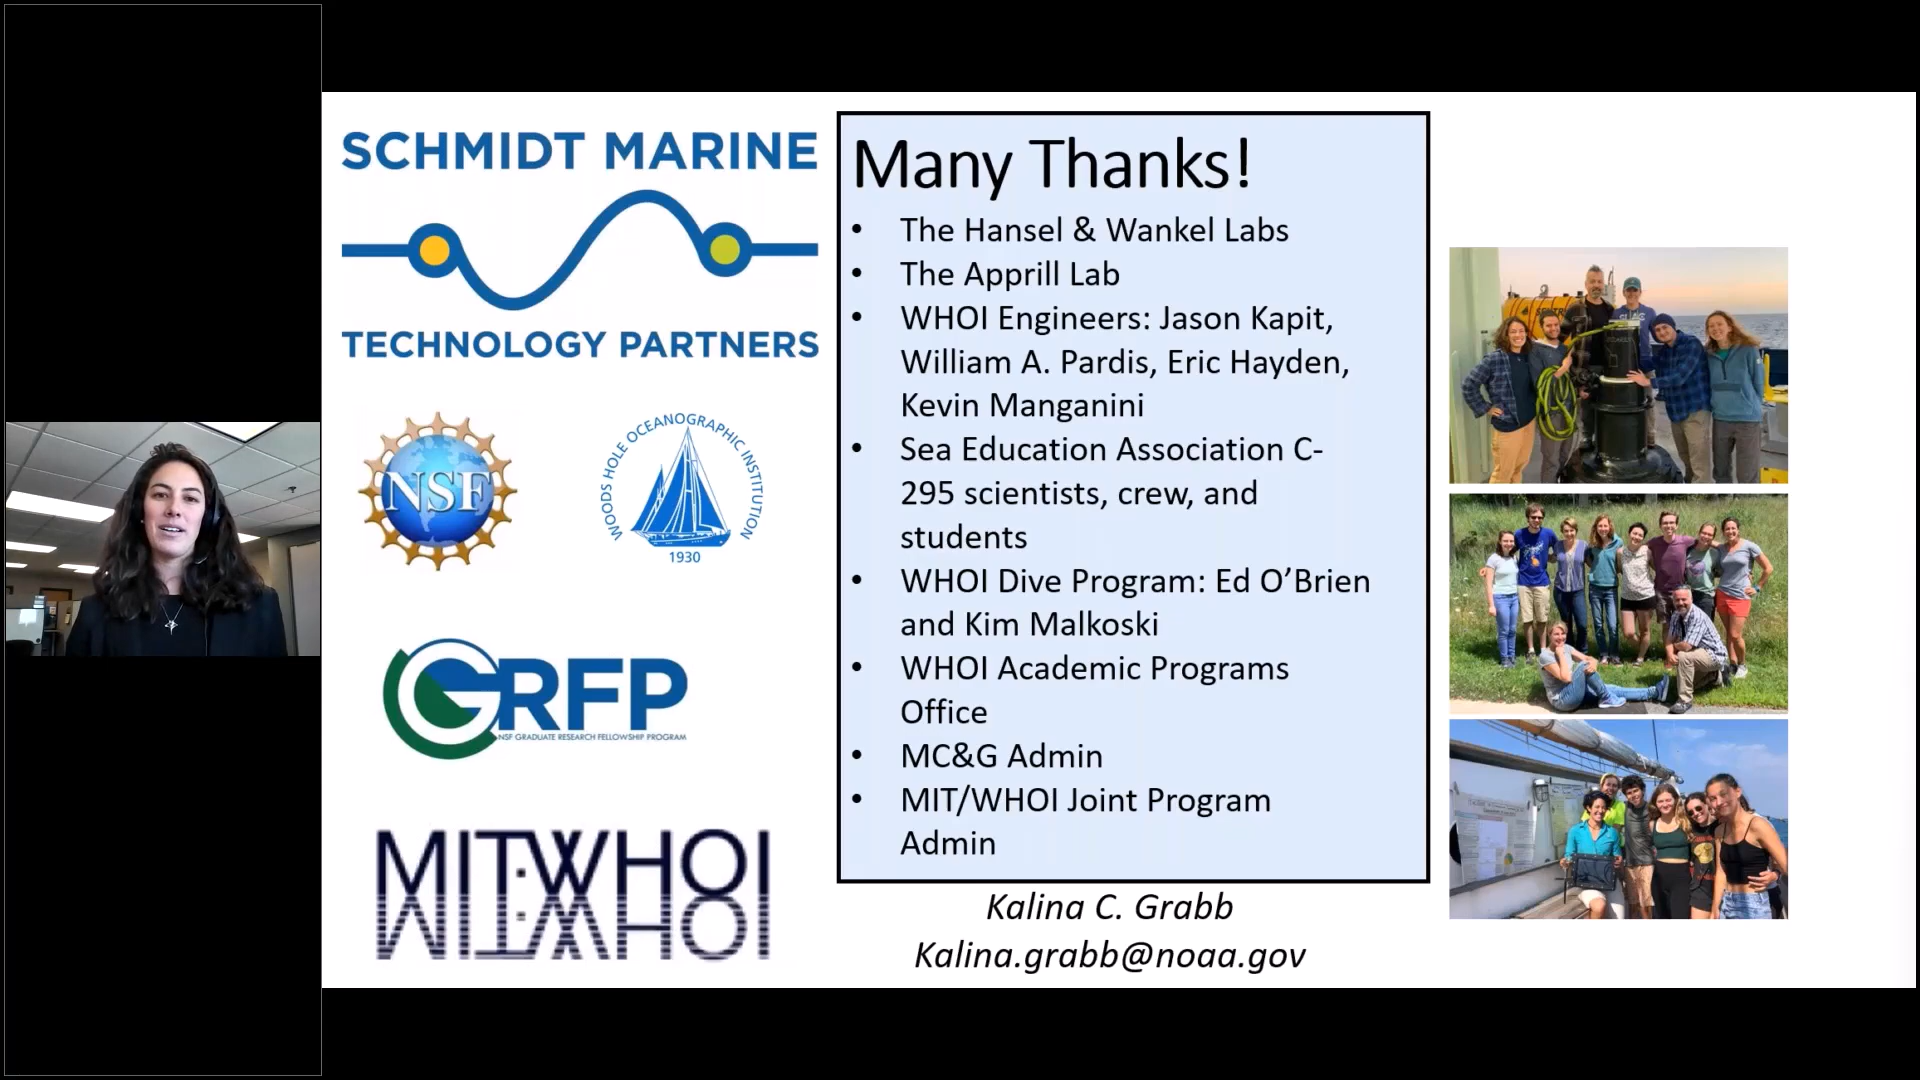 SCHMIDT MARINE
TECHNOLOGY PARTNERS
NSF
WOODS HOLE OCEANOGRAPHIC INSTITUTION
1930
GRFP
NSF GRADUATE RESEARCH FELLOWSHIP PROGRAM
MIT·WHOI
Many Thanks!
• The Hansel & Wankel Labs
• The Apprill Lab
• WHOI Engineers: Jason Kapit,
William A. Pardis, Eric Hayden,
Kevin Manganini
• Sea Education Association C-
295 scientists, crew, and
students
• WHOI Dive Program: Ed O’Brien
and Kim Malkoski
• WHOI Academic Programs
Office
• MC&G Admin
• MIT/WHOI Joint Program
Admin
Kalina C. Grabb
Kalina.grabb@noaa.gov